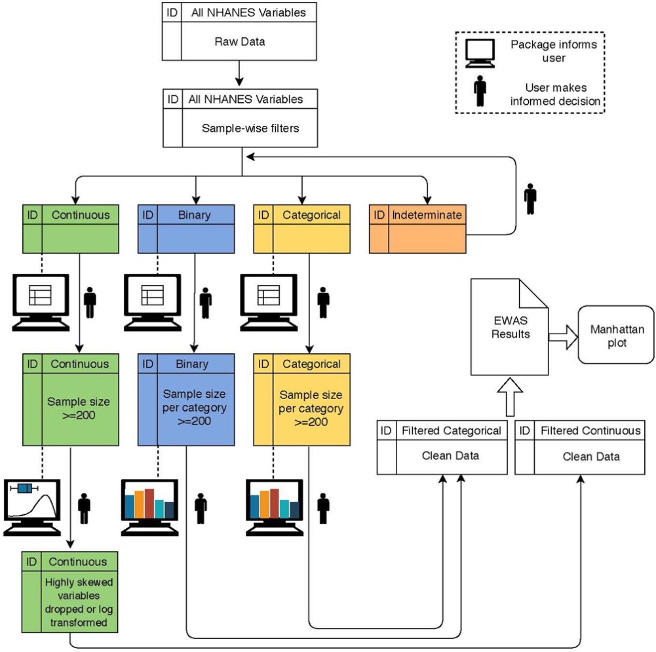 ID All NHANES Variables
Raw Data
Package informs
user
User makes
informed decision
ID All NHANES Variables
Sample-wise filters
ID Continuous
ID Binary
ID Categorical
ID Indeterminate
EWAS
Results
Manhattan
plot
ID Continuous
Sample size
>=200
ID Binary
Sample size
per category
>=200
ID Categorical
Sample size
per category
>=200
ID Filtered Categorical
Clean Data
ID Filtered Continuous
Clean Data
ID Continuous
Highly skewed
variables
dropped or log
transformed